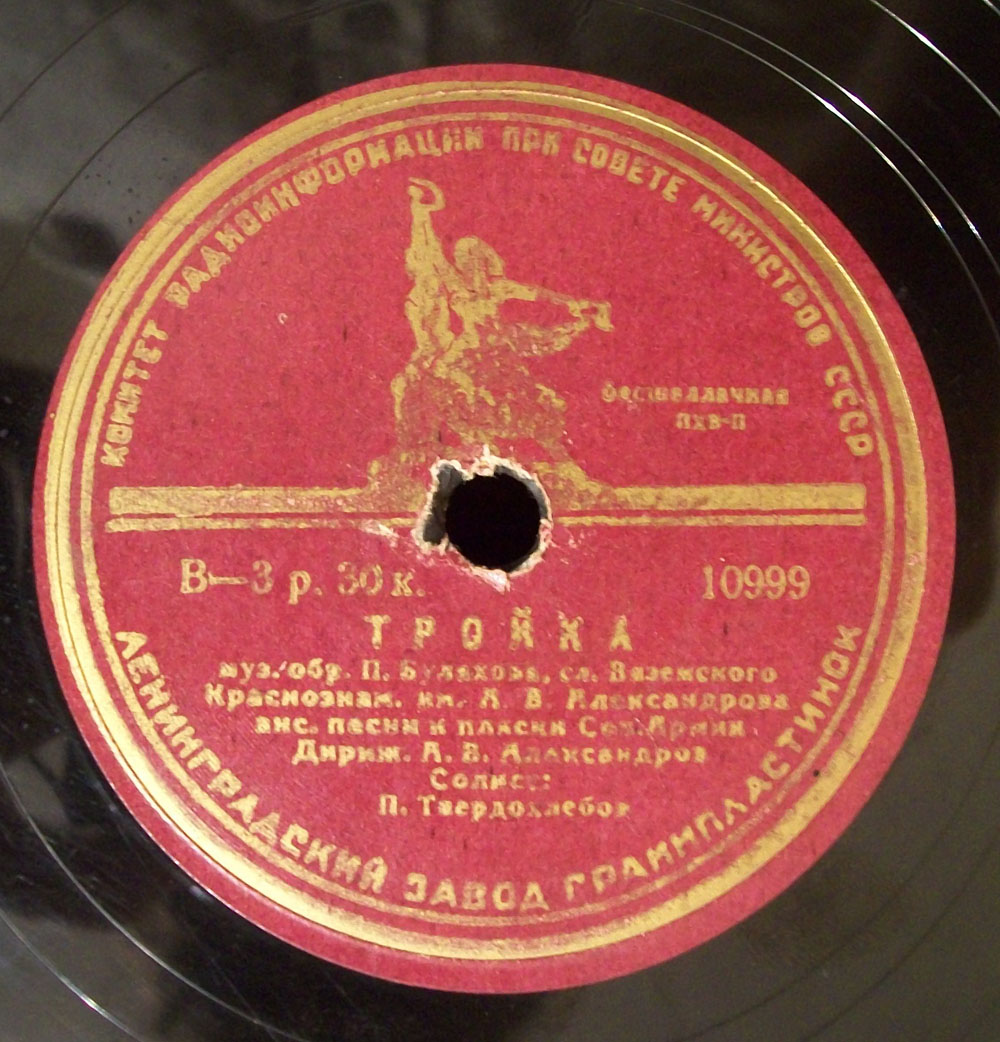 КОМИТЕТ РАДИОИНФОРМАЦИИ ПРИ СОВЕТЕ МИНИСТРОВ СССР
ПХВ-П
В—3 р. 30 к.
10999
ТРОЙКА
муз./обр. П. Булахова, сл. Вяземского
Краснознам. им. А. В. Александрова
анс. песни и пляски Сов. Армии
Дириж. А. В. Александров
Солист:
П. Твердохлебов
ЛЕНИНГРАДСКИЙ ЗАВОД ГРАМПЛАСТИНОК